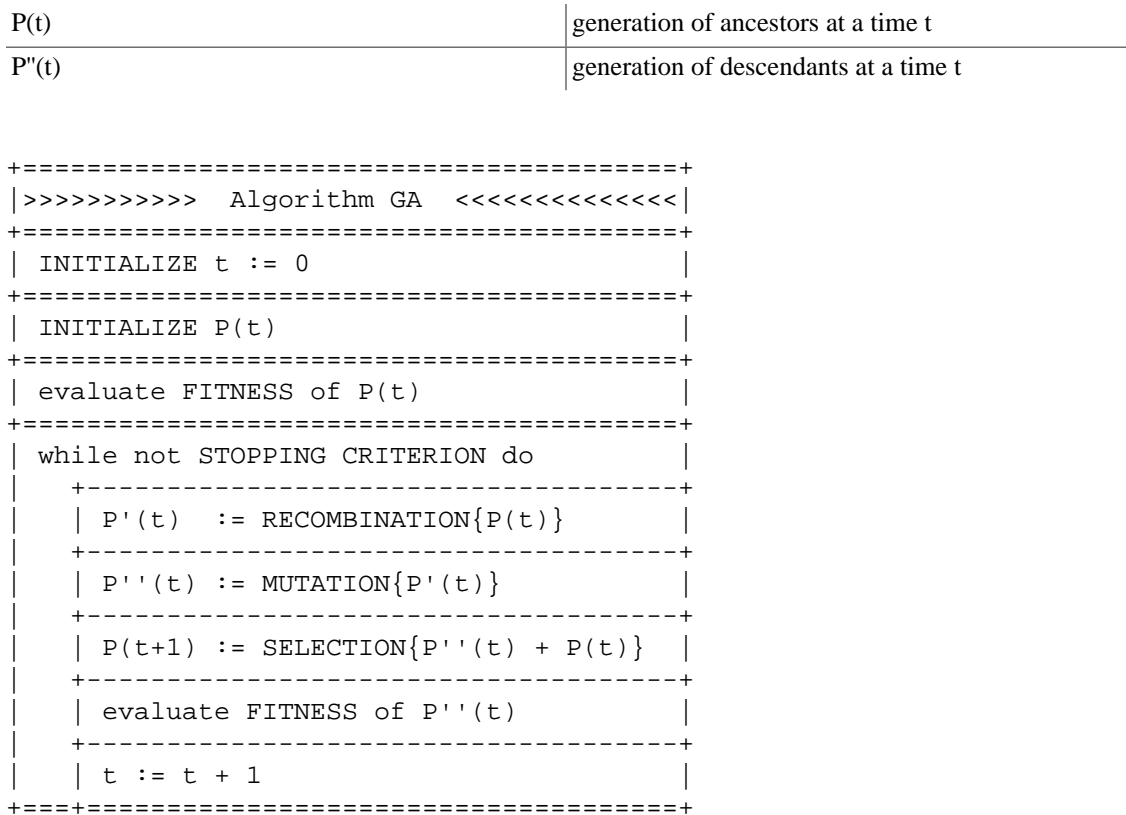 P(t) generation of ancestors at a time t
P''(t) generation of descendants at a time t
+=========================================+
|>>>>>>>>>>>  Algorithm GA  <<<<<<<<<<<<<<|
+=========================================+
| INITIALIZE t := 0                       |
+=========================================+
| INITIALIZE P(t)                         |
+=========================================+
| evaluate FITNESS of P(t)                |
+=========================================+
| while not STOPPING CRITERION do         |
|   +-------------------------------------+
|   | P'(t)  := RECOMBINATION{P(t)}       |
|   +-------------------------------------+
|   | P''(t) := MUTATION{P'(t)}           |
|   +-------------------------------------+
|   | P(t+1) := SELECTION{P''(t) + P(t)}  |
|   +-------------------------------------+
|   | evaluate FITNESS of P''(t)          |
|   +-------------------------------------+
|   | t := t + 1                          |
+===+=====================================+